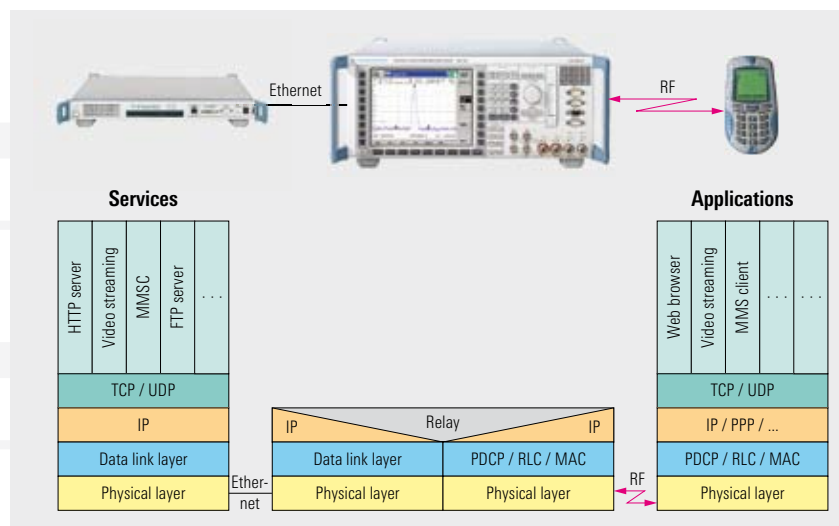 Ethernet
RF
Services
Applications
HTTP server
Video streaming
MMSC
FTP server
. . .
Web browser
Video streaming
MMS client
. . .
. . .
TCP / UDP
TCP / UDP
IP
IP
Relay
IP
IP / PPP / ...
Data link layer
Data link layer
PDCP / RLC / MAC
PDCP / RLC / MAC
Physical layer
Ether-
net
Physical layer
Physical layer
RF
Physical layer